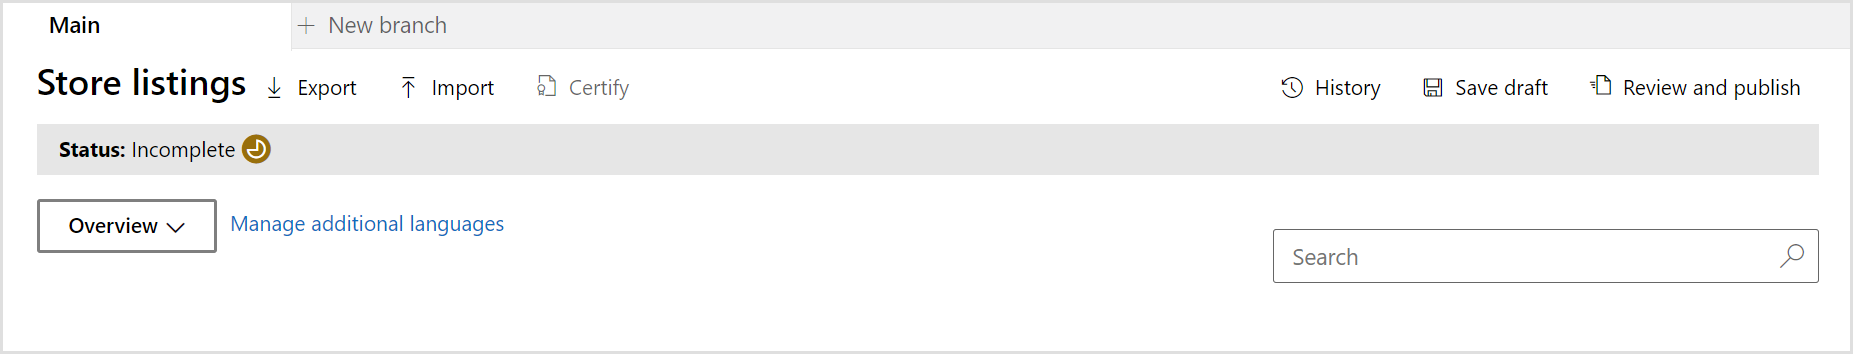 Main
New branch
Store listings Export Import Certify History Save draft Review and publish
Status: Incomplete
Overview Manage additional languages
Search